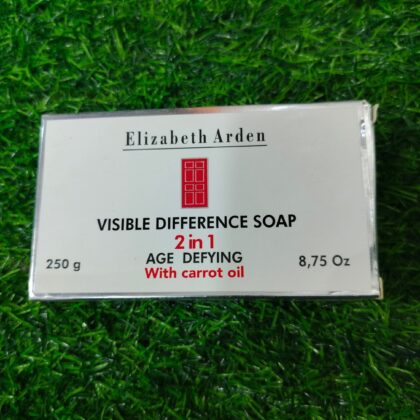 Elizabeth Arden
VISIBLE DIFFERENCE SOAP
2 in 1
AGE DEFYING
250 g
8,75 Oz
With carrot oil